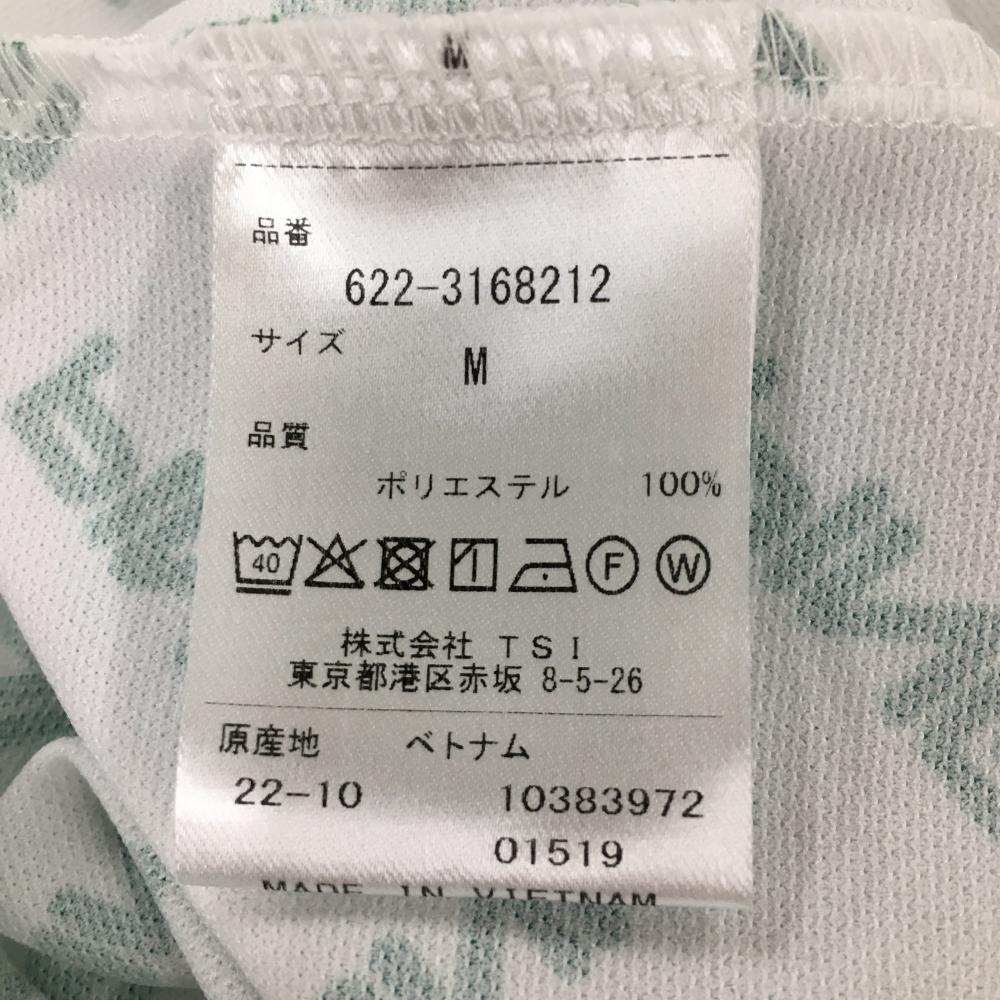 M
品番
622-3168212
サイズ
M
品質
ポリエステル 100%
40 F W
株式会社 TSI
東京都港区赤坂 8-5-26
原産地 ベトナム
22-10 10383972
01519
MADE IN VIETNAM